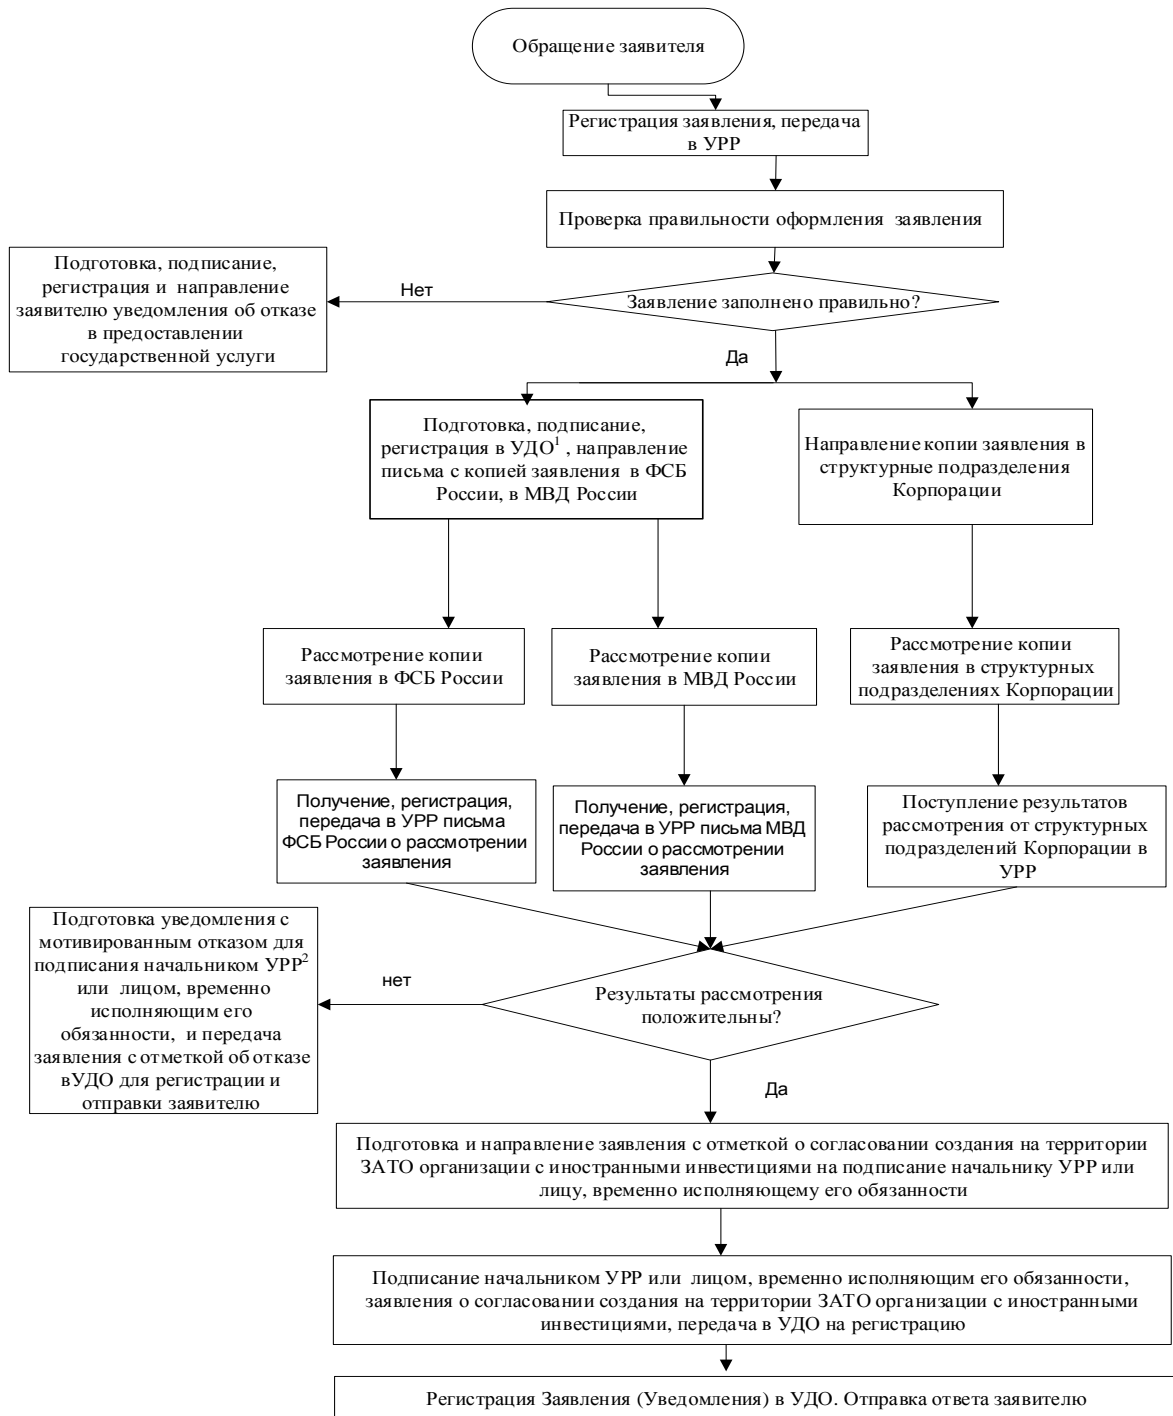 Обращение заявителя
Регистрация заявления, передача
в УРР
Проверка правильности оформления заявления
Подготовка, подписание,
регистрация и направление
заявителю уведомления об отказе
в предоставлении
государственной услуги
Нет
Заявление заполнено правильно?
Да
Подготовка, подписание,
регистрация в УДО¹ , направление
письма с копией заявления в ФСБ
России, в МВД России
Направление копии заявления в
структурные подразделения
Корпорации
Рассмотрение копии
заявления в ФСБ России
Рассмотрение копии
заявления в МВД России
Рассмотрение копии
заявления в структурных
подразделениях Корпорации
Получение, регистрация,
передача в УРР письма
ФСБ России о рассмотрении
заявления
Получение, регистрация,
передача в УРР письма МВД
России о рассмотрении
заявления
Поступление результатов
рассмотрения от структурных
подразделений Корпорации в
УРР
Подготовка уведомления с
мотивированным отказом для
подписания начальником УРР²
или лицом, временно
исполняющим его
обязанности, и передача
заявления с отметкой об отказе
вУДО для регистрации и
отправки заявителю
нет
Результаты рассмотрения
положительны?
Да
Подготовка и направление заявления с отметкой о согласовании создания на территории
ЗАТО организации с иностранными инвестициями на подписание начальнику УРР или
лицу, временно исполняющему его обязанности
Подписание начальником УРР или лицом, временно исполняющим его обязанности,
заявления о согласовании создания на территории ЗАТО организации с иностранными
инвестициями, передача в УДО на регистрацию
Регистрация Заявления (Уведомления) в УДО. Отправка ответа заявителю